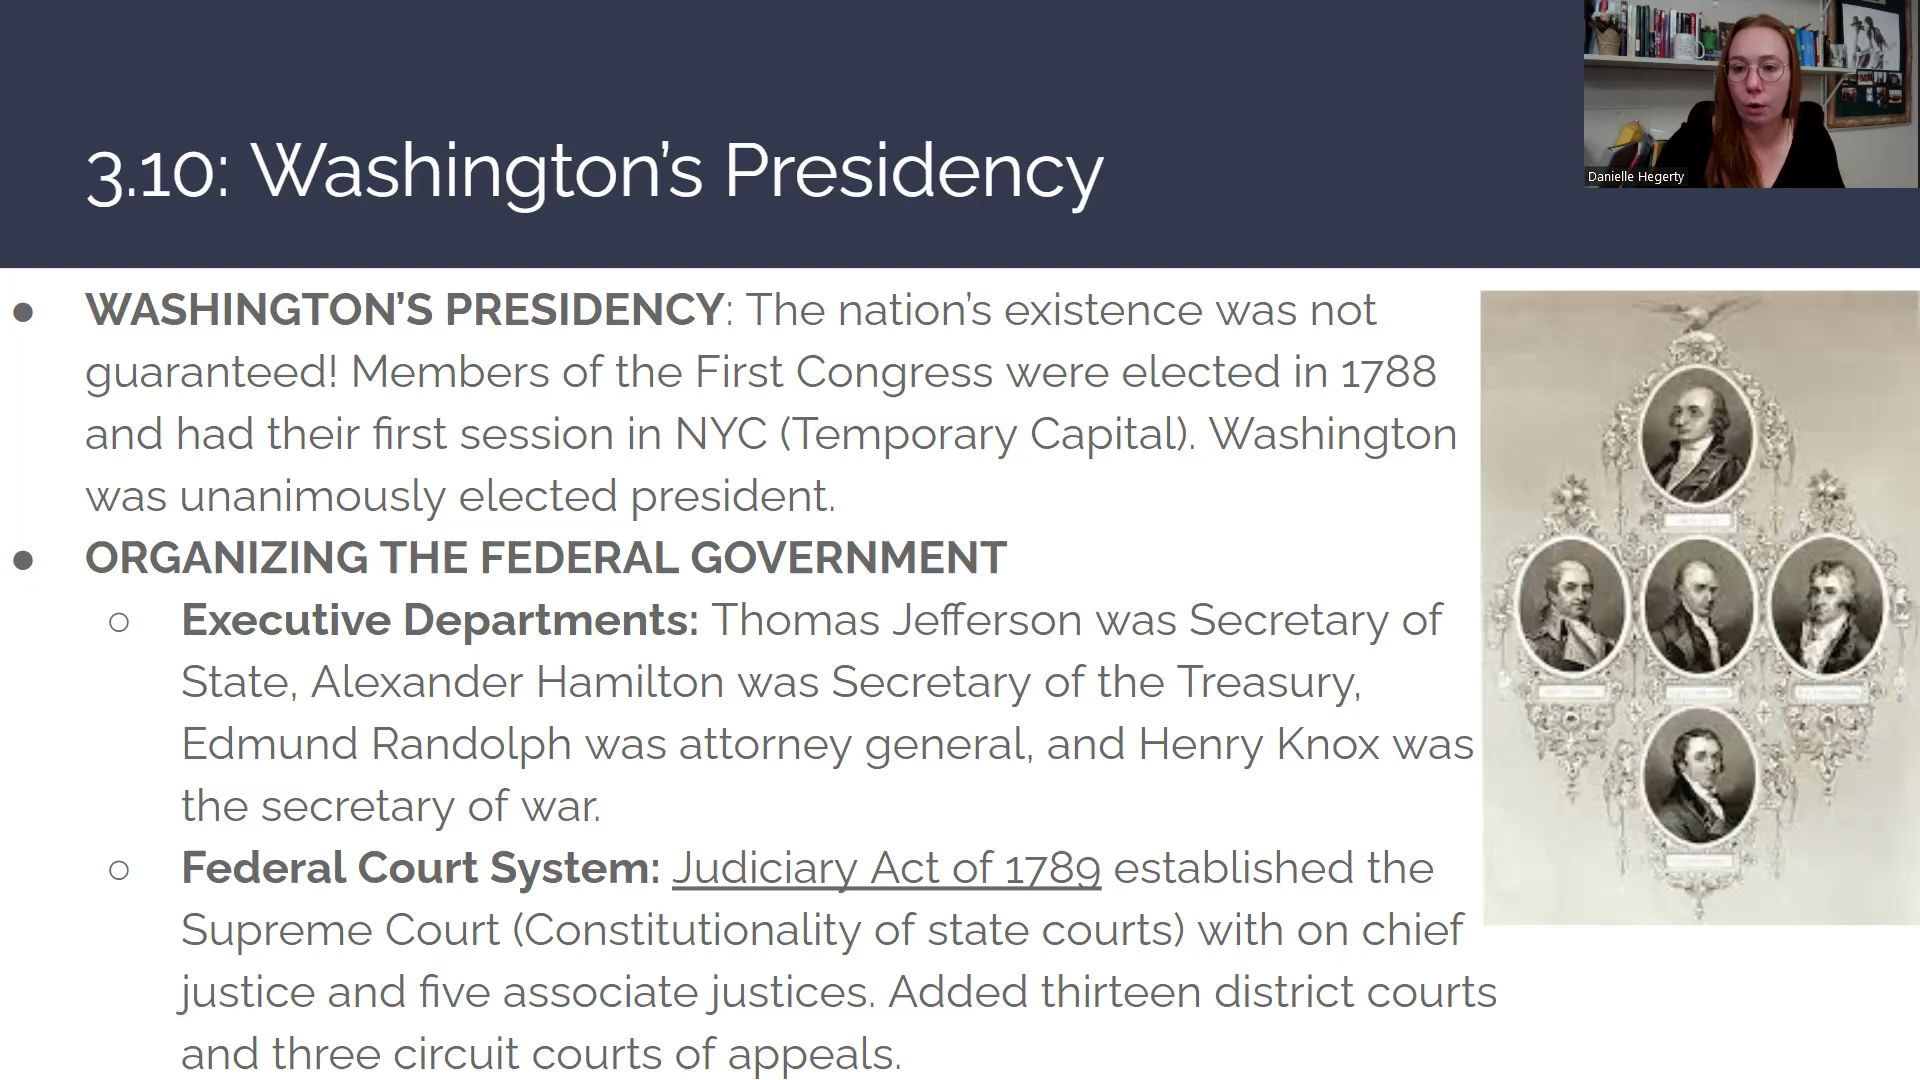 3.10: Washington’s Presidency
Danielle Hegerty
● WASHINGTON’S PRESIDENCY: The nation’s existence was not
guaranteed! Members of the First Congress were elected in 1788
and had their first session in NYC (Temporary Capital). Washington
was unanimously elected president.
● ORGANIZING THE FEDERAL GOVERNMENT
○ Executive Departments: Thomas Jefferson was Secretary of
State, Alexander Hamilton was Secretary of the Treasury,
Edmund Randolph was attorney general, and Henry Knox was
the secretary of war.
○ Federal Court System: Judiciary Act of 1789 established the
Supreme Court (Constitutionality of state courts) with on chief
justice and five associate justices. Added thirteen district courts
and three circuit courts of appeals.